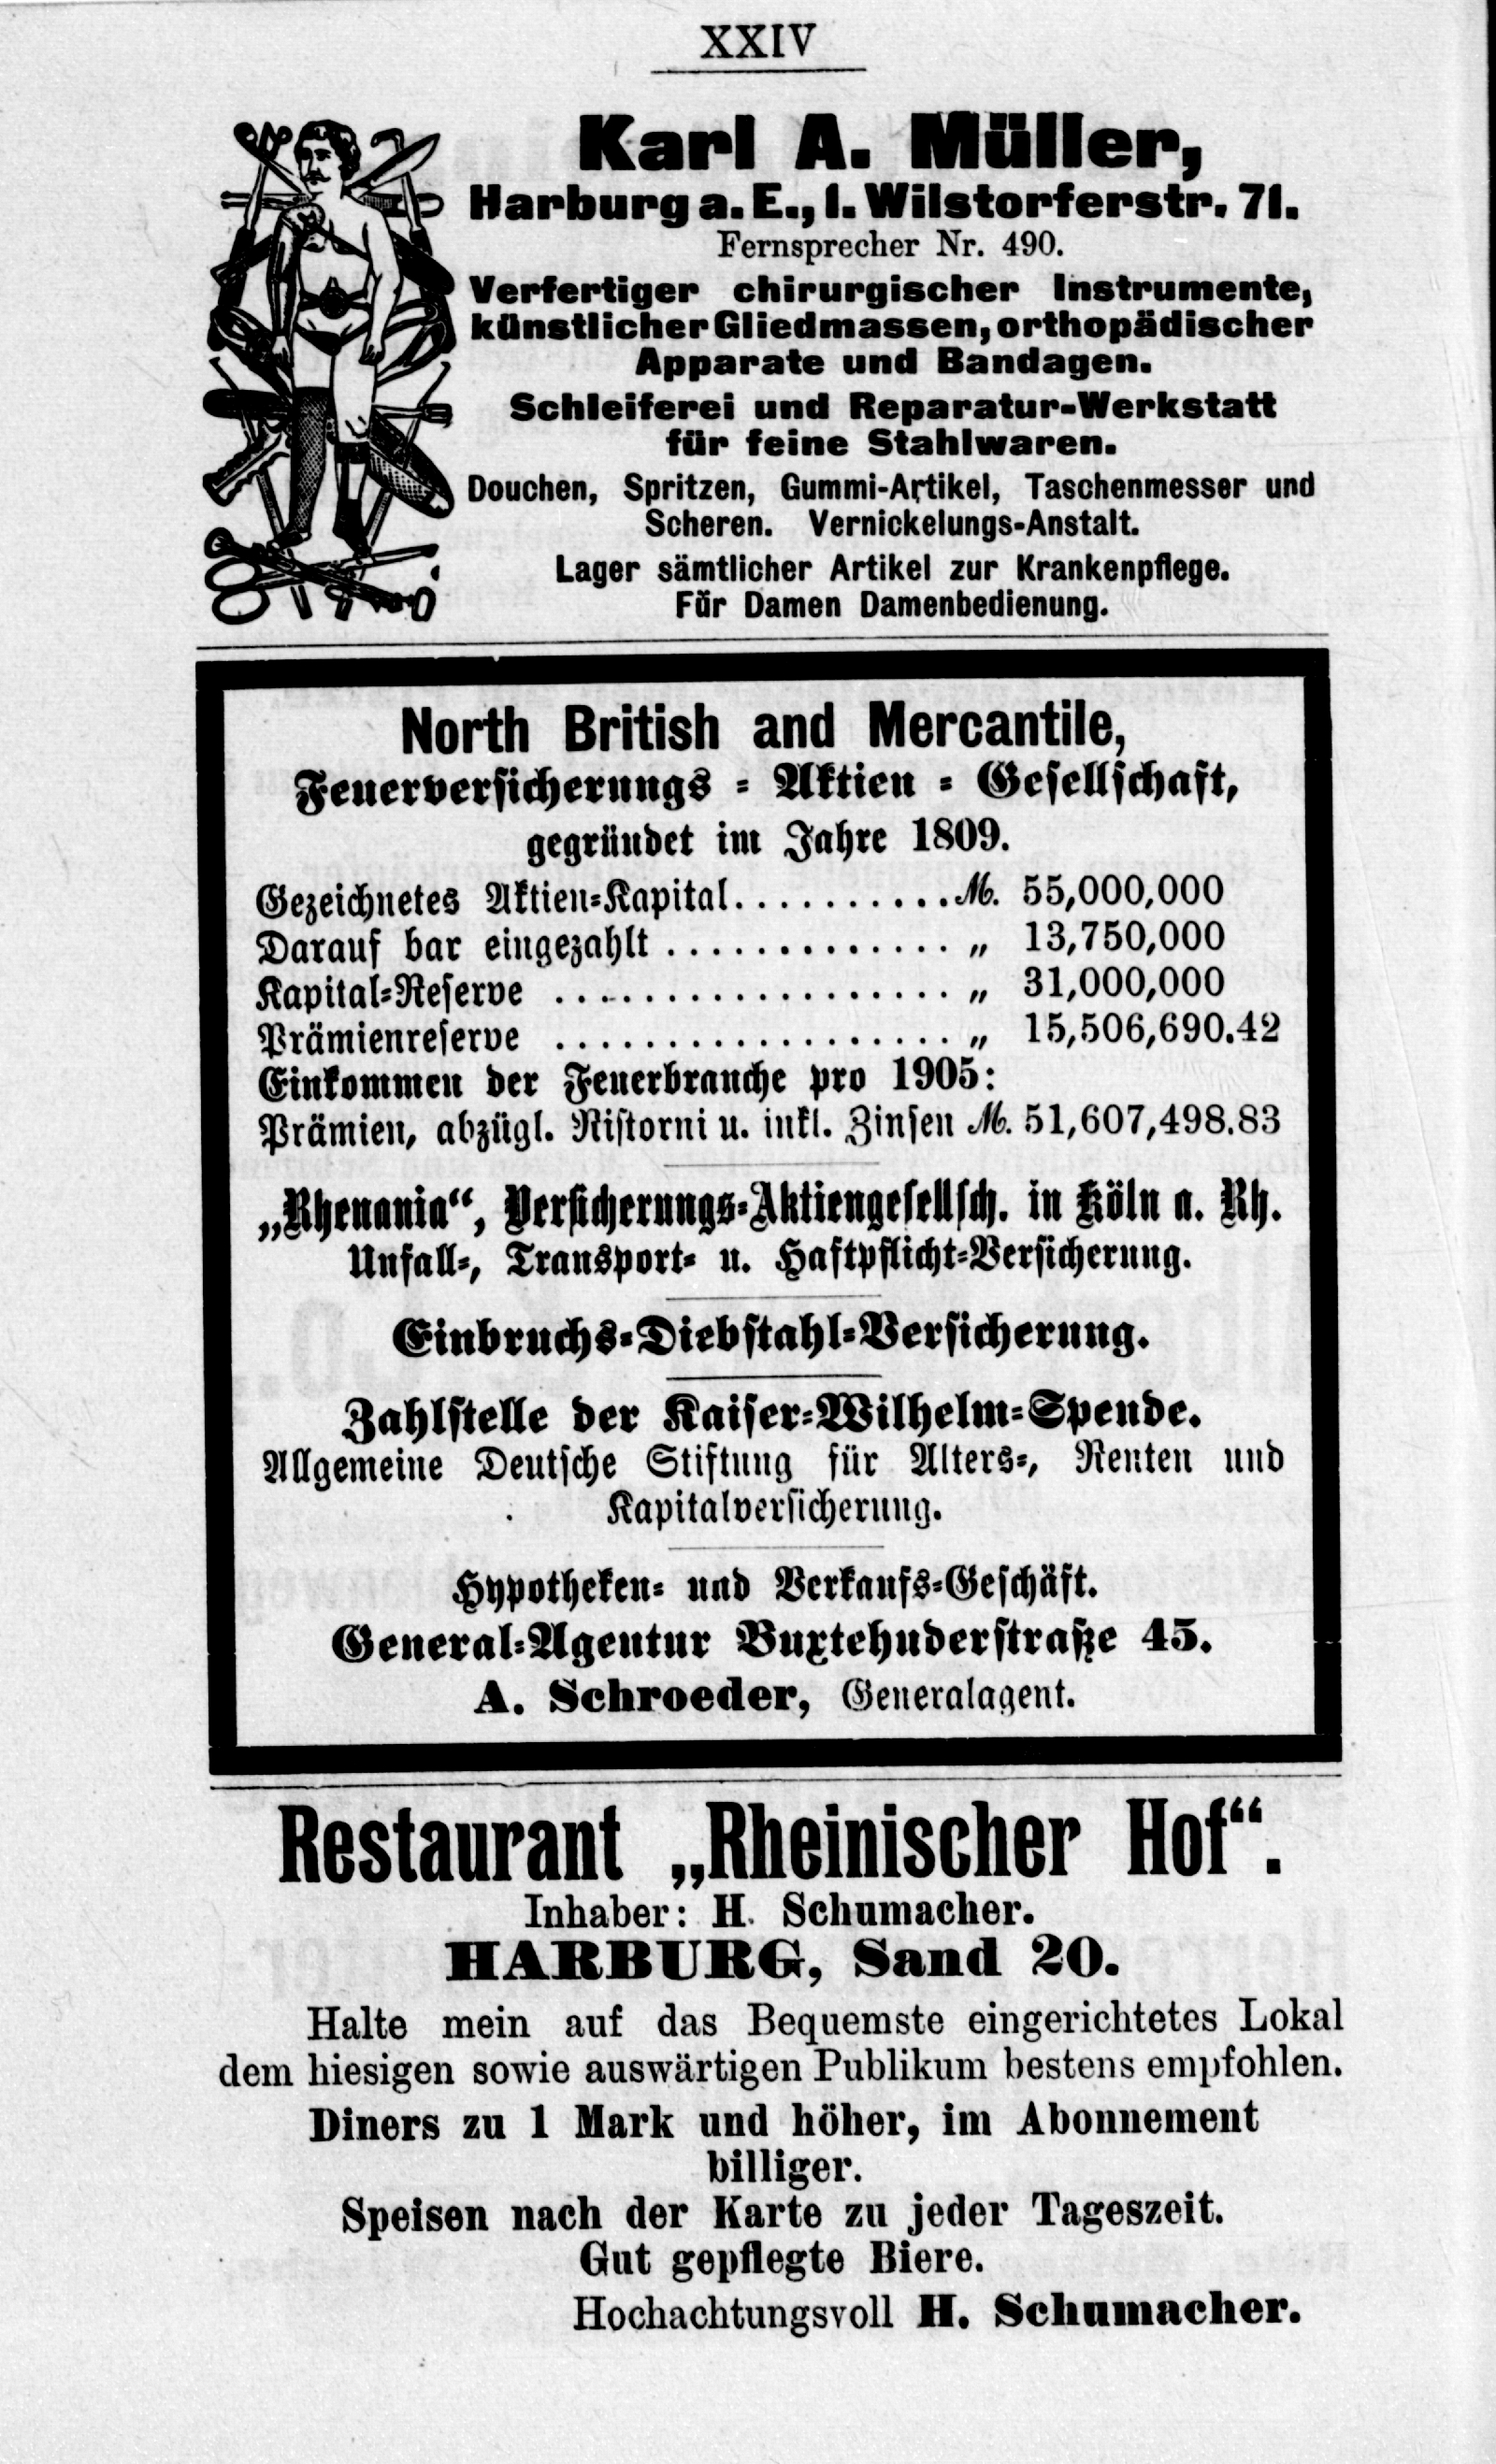 XXIV
Karl A. Müller,
Harburg a. E., 1. Wilstorferstr. 71.
Fernsprecher Nr. 490.
Verfertiger chirurgischer Instrumente,
künstlicher Gliedmassen, orthopädischer
Apparate und Bandagen.
Schleiferei und Reparatur-Werkstatt
für feine Stahlwaren.
Douchen, Spritzen, Gummi-Artikel, Taschenmesser und
Scheren. Vernickelungs-Anstalt.
Lager sämtlicher Artikel zur Krankenpflege.
Für Damen Damenbedienung.
North British and Mercantile,
Feuerversicherungs-Aktien-Gesellschaft,
gegründet im Jahre 1809.
Gezeichnetes Aktien-Kapital..........M. 55,000,000
Darauf bar eingezahlt ............. „ 13,750,000
Kapital-Reserve .................. „ 31,000,000
Prämienreserve .................. „ 15,506,690.42
Einkommen der Feuerbranche pro 1905:
Prämien, abzügl. Ristorni u. inkl. Zinsen M. 51,607,498.83
„Rhenania“, Versicherungs-Aktiengesellsch. in Köln a. Rh.
Unfall-, Transport- u. Haftpflicht-Versicherung.
Einbruchs-Diebstahl-Versicherung.
Zahlstelle der Kaiser-Wilhelm-Spende.
Allgemeine Deutsche Stiftung für Alters-, Renten und
Kapitalversicherung.
Hypotheken- und Verkaufs-Geschäft.
General-Agentur Buxtehuderstraße 45.
A. Schroeder, Generalagent.
Restaurant „Rheinischer Hof“.
Inhaber: H. Schumacher.
HARBURG, Sand 20.
Halte mein auf das Bequemste eingerichtetes Lokal
dem hiesigen sowie auswärtigen Publikum bestens empfohlen.
Diners zu 1 Mark und höher, im Abonnement
billiger.
Speisen nach der Karte zu jeder Tageszeit.
Gut gepflegte Biere.
Hochachtungsvoll H. Schumacher.